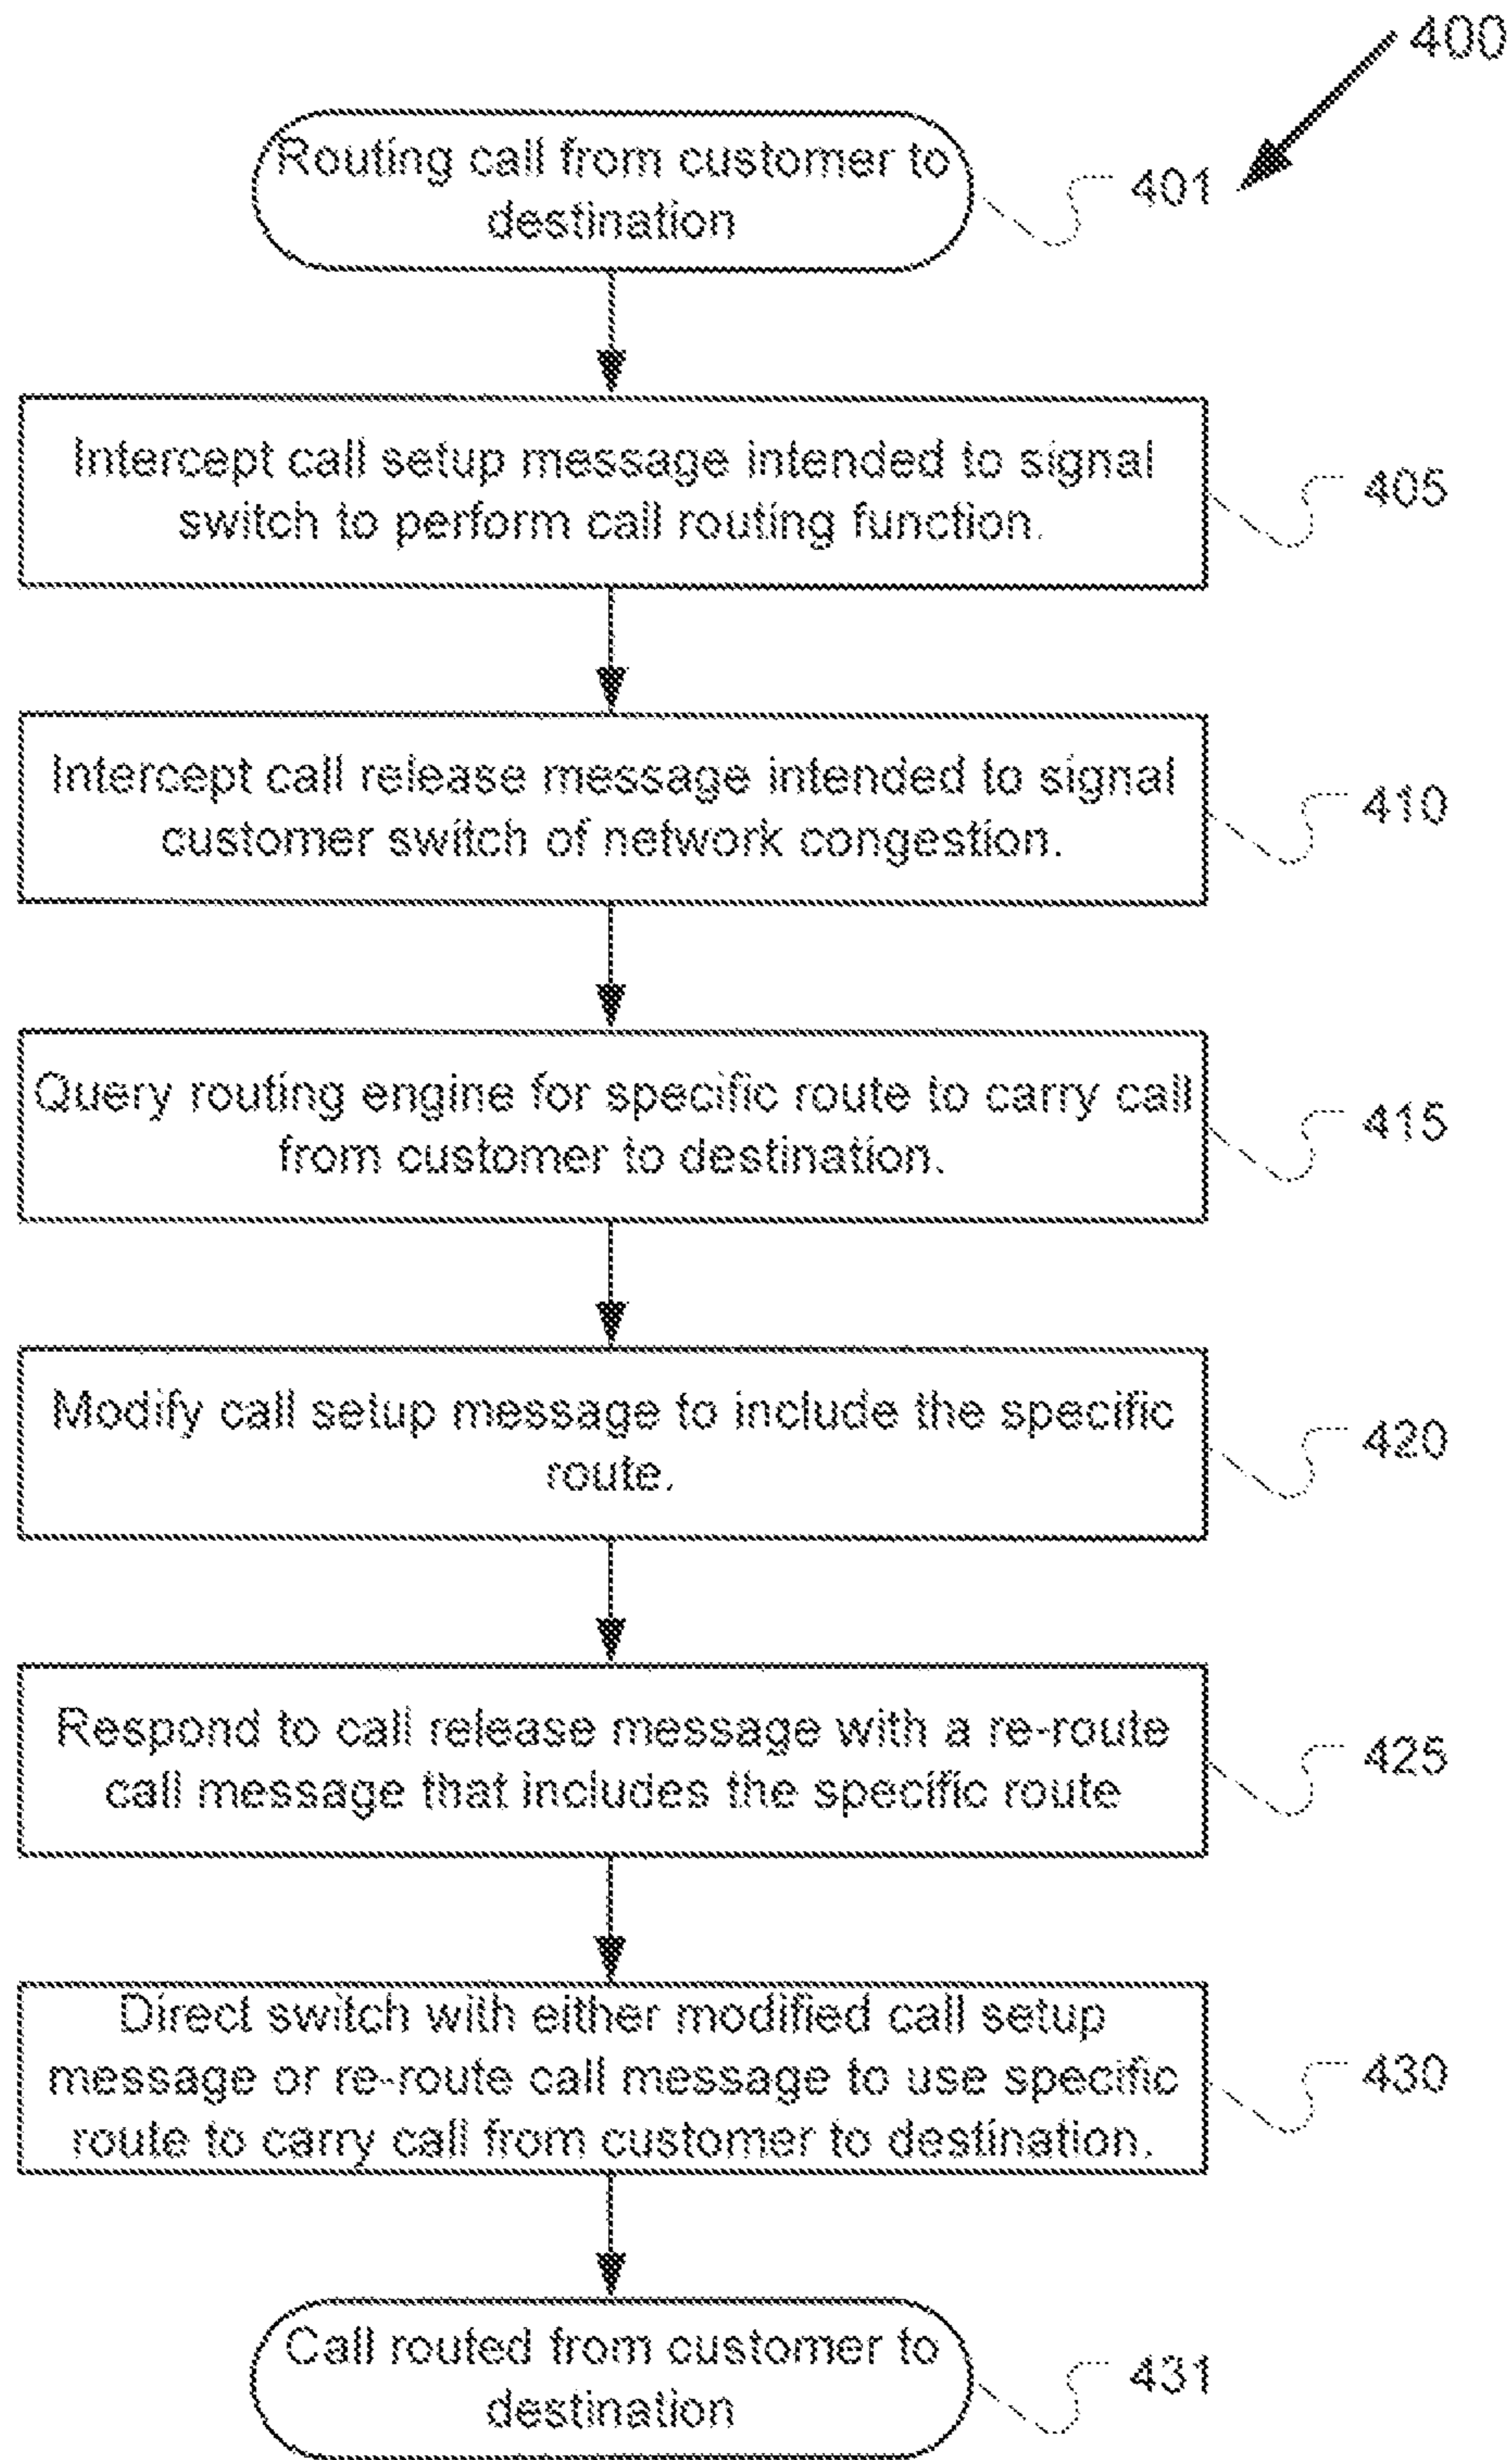 400
Routing call from customer to
destination
401
Intercept call setup message intended to signal
switch to perform call routing function.
405
Intercept call release message intended to signal
customer switch of network congestion.
410
Query routing engine for specific route to carry call
from customer to destination.
415
Modify call setup message to include the specific
route.
420
Respond to call release message with a re-route
call message that includes the specific route
425
Direct switch with either modified call setup
message or re-route call message to use specific
route to carry call from customer to destination.
430
Call routed from customer to
destination
431